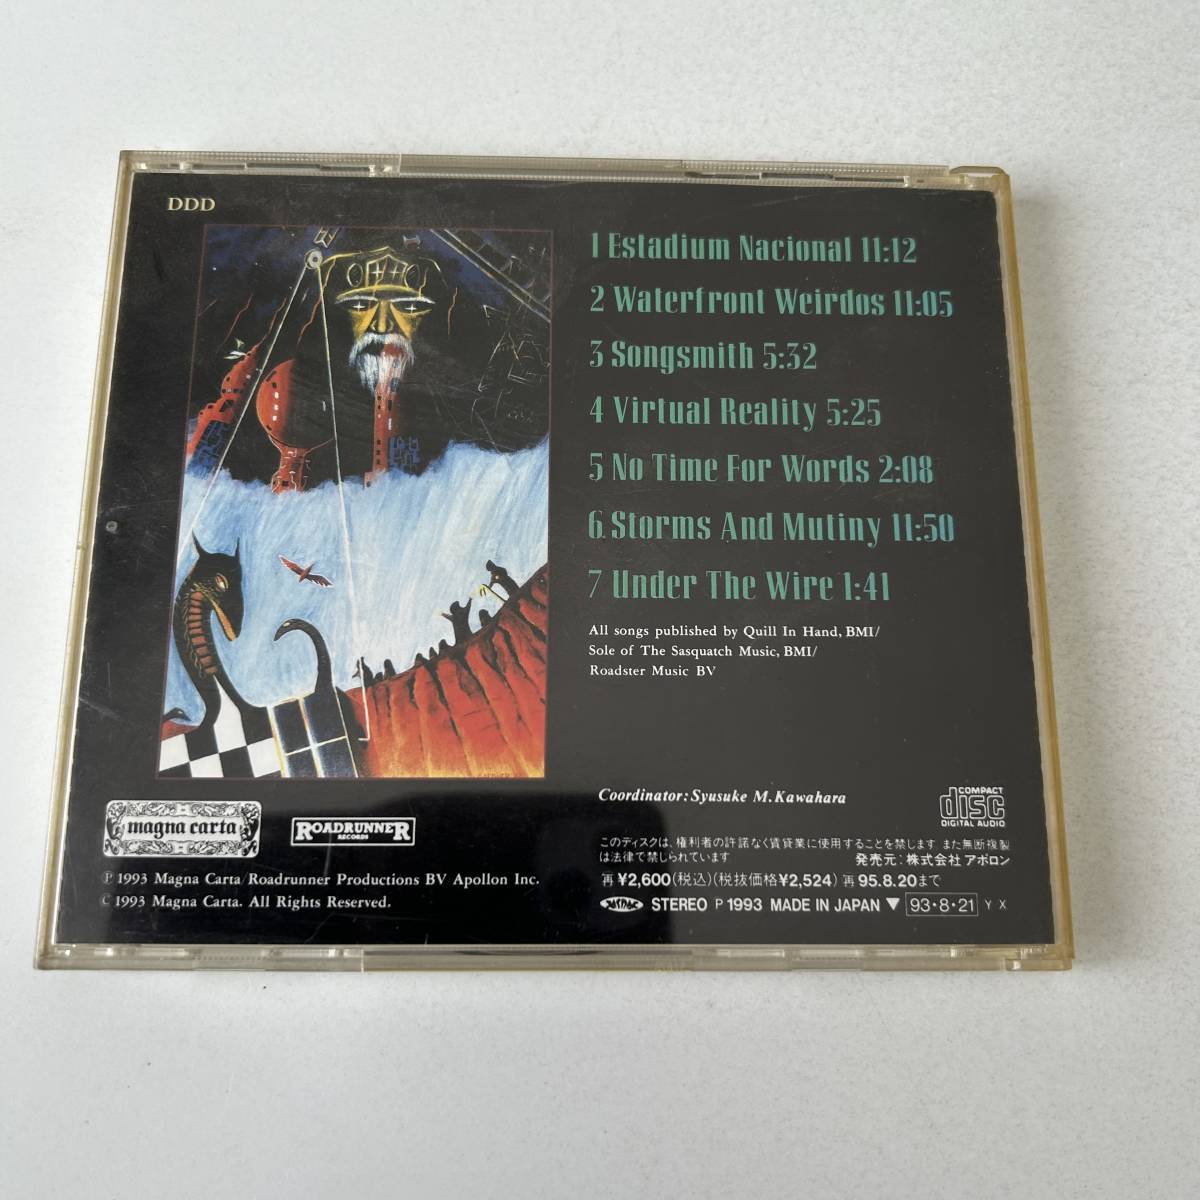 DDD
1 Estadium Nacional 11:12
2 Waterfront Weirdos 11:05
3 Songsmith 5:32
4 Virtual Reality 5:25
5 No Time For Words 2:08
6. Storms And Mutiny 11:50
7 Under The Wire 1:41
All songs published by Quill In Hand, BMI/
Sole of The Sasquatch Music, BMI/
Roadster Music BV
Coordinator: Syusuke M. Kawahara
COMPACT
disc
DIGITAL AUDIO
magna carta
ROADRUNNER
RECORDS
このディスクは、権利者の許諾なく賃貸業に使用することを禁じます また無断複製
は法律で禁じられています
発売元：株式会社 アポロン
Ⓟ 1993 Magna Carta/Roadrunner Productions BV Apollon Inc.
© 1993 Magna Carta. All Rights Reserved.
再 ¥2,600(税込)(税抜価格¥2,524) 再 95.8.20まで
STEREO P 1993 MADE IN JAPAN ▼ 93・8・21 Y X